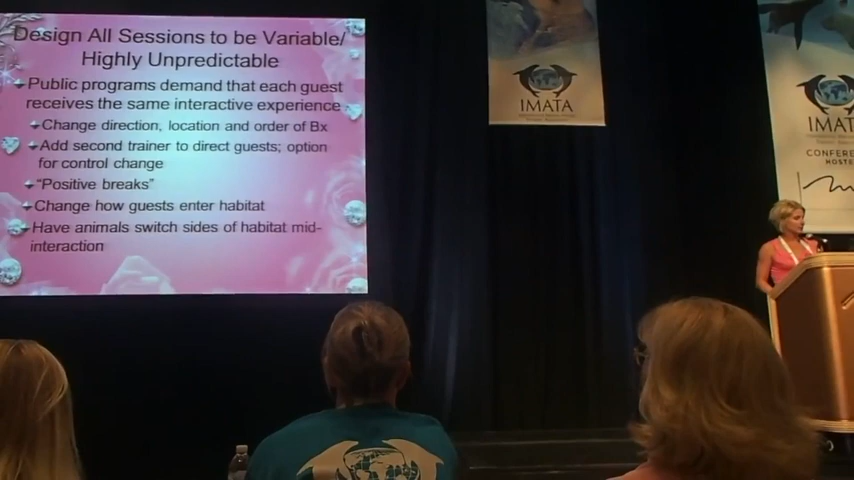 Design All Sessions to be Variable/
Highly Unpredictable
Public programs demand that each guest
receives the same interactive experience
Change direction, location and order of Bx
Add second trainer to direct guests; option
for control change
"Positive breaks"
Change how guests enter habitat
Have animals switch sides of habitat mid-
interaction
IMATA
IMATA
CONFERE
HOSTE